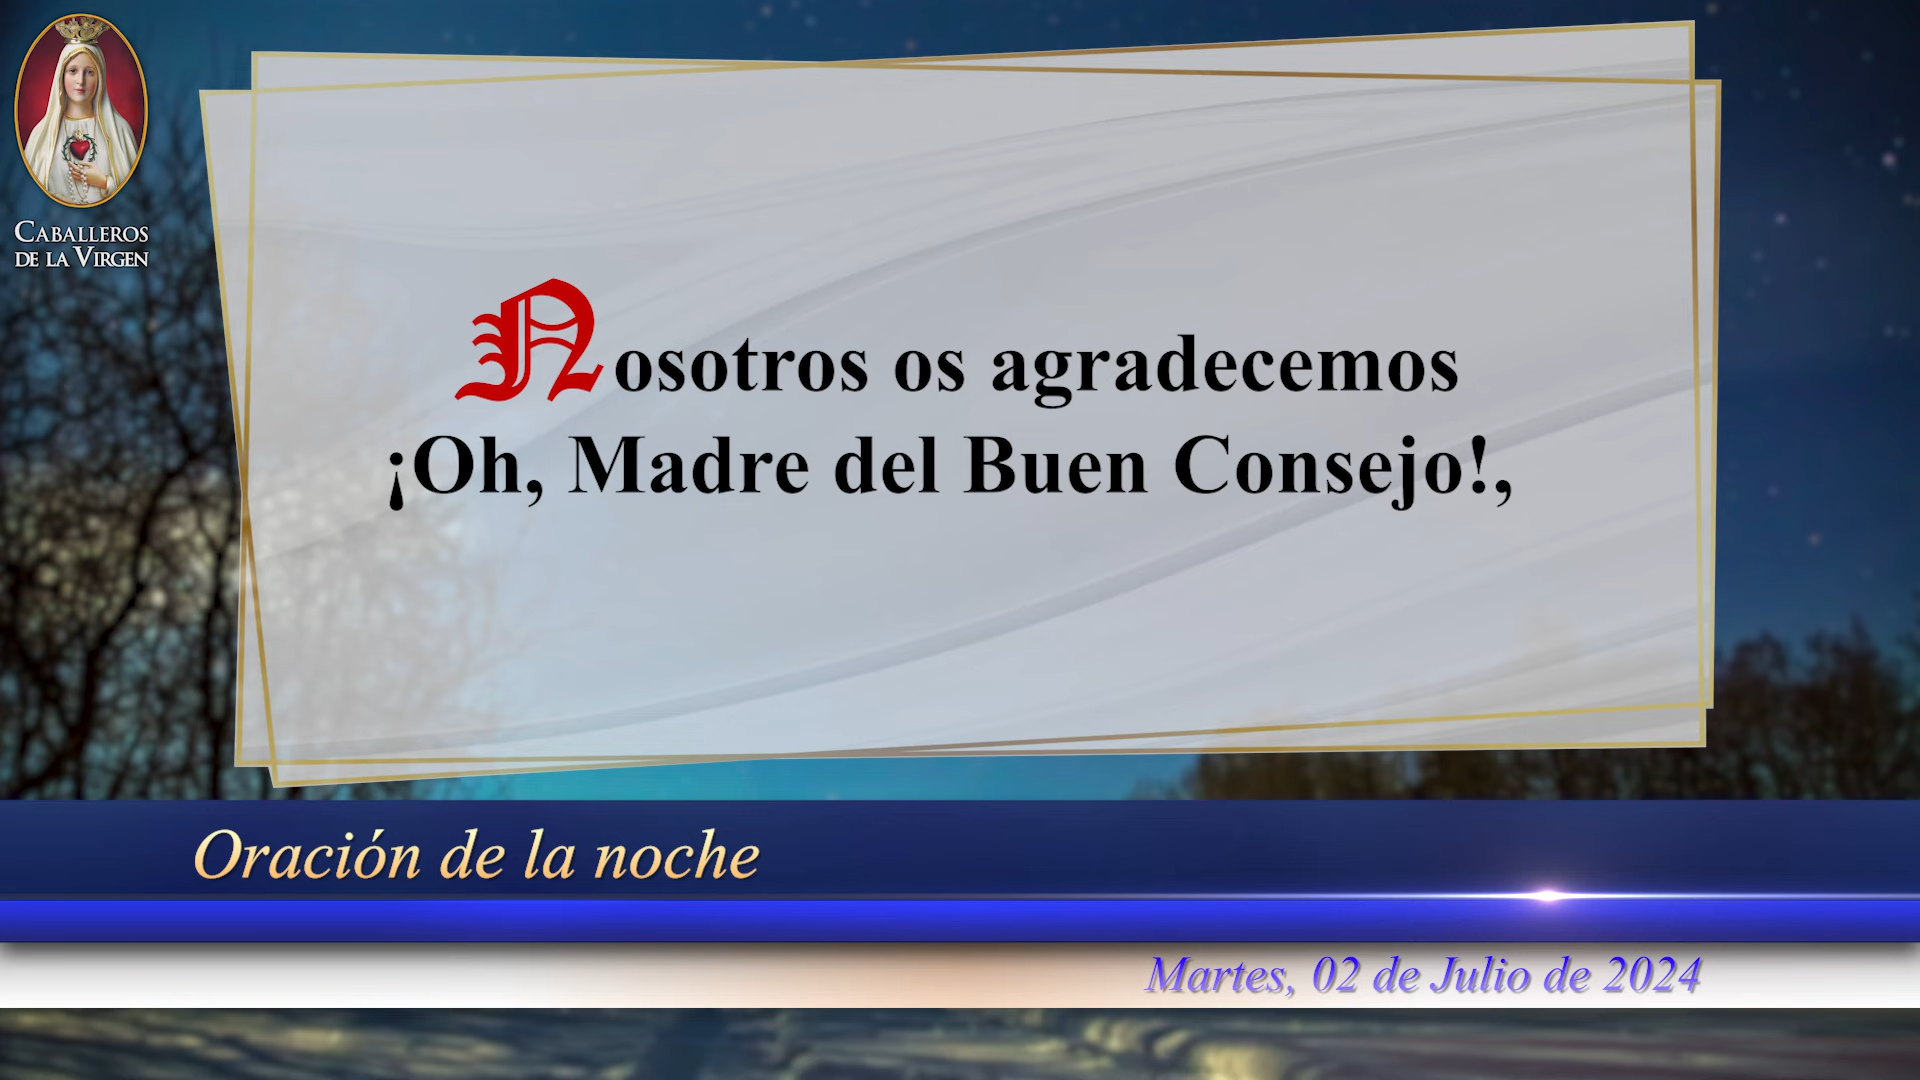 CABALLEROS
DE LA VIRGEN
Nosotros os agradecemos
¡Oh, Madre del Buen Consejo!,
Oración de la noche
Martes, 02 de Julio de 2024